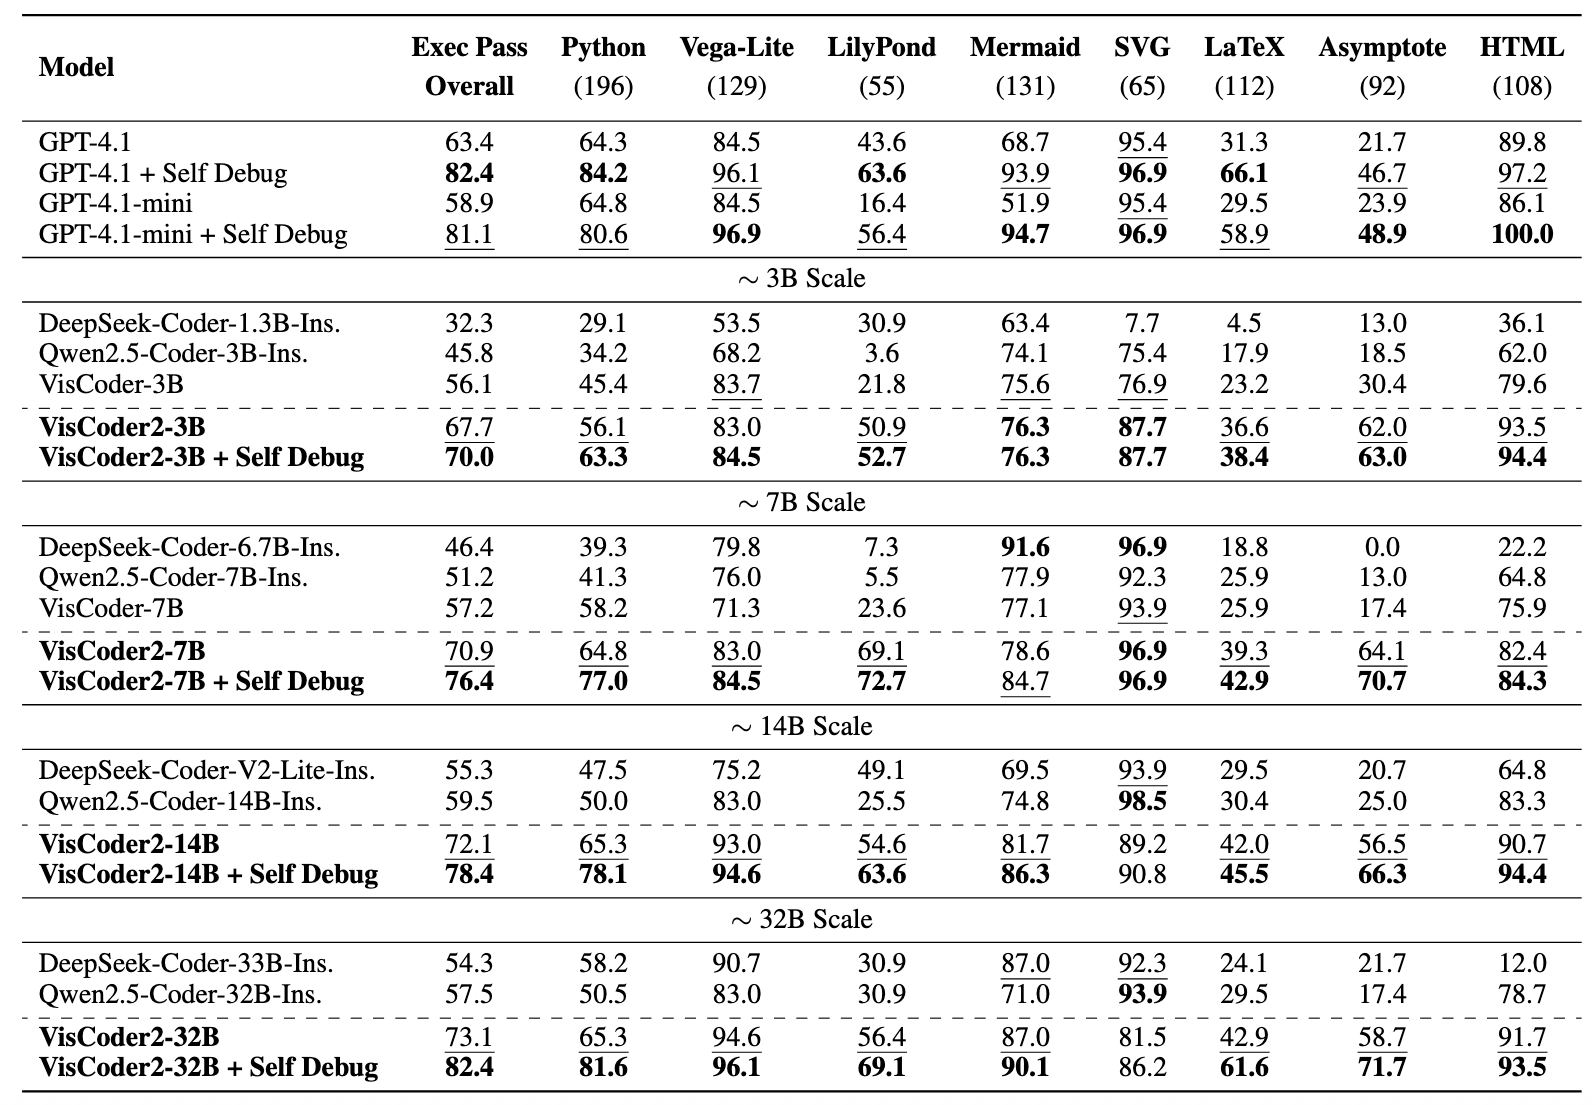 Model Exec Pass Overall Python (196) Vega-Lite (129) LilyPond (55) Mermaid (131) SVG (65) LaTeX (112) Asymptote (92) HTML (108)
GPT-4.1 63.4 64.3 84.5 43.6 68.7 95.4 31.3 21.7 89.8
GPT-4.1 + Self Debug 82.4 84.2 96.1 63.6 93.9 96.9 66.1 46.7 97.2
GPT-4.1-mini 58.9 64.8 84.5 16.4 51.9 95.4 29.5 23.9 86.1
GPT-4.1-mini + Self Debug 81.1 80.6 96.9 56.4 94.7 96.9 58.9 48.9 100.0
~ 3B Scale
DeepSeek-Coder-1.3B-Ins. 32.3 29.1 53.5 30.9 63.4 7.7 4.5 13.0 36.1
Qwen2.5-Coder-3B-Ins. 45.8 34.2 68.2 3.6 74.1 75.4 17.9 18.5 62.0
VisCoder-3B 56.1 45.4 83.7 21.8 75.6 76.9 23.2 30.4 79.6
VisCoder2-3B 67.7 56.1 83.0 50.9 76.3 87.7 36.6 62.0 93.5
VisCoder2-3B + Self Debug 70.0 63.3 84.5 52.7 76.3 87.7 38.4 63.0 94.4
~ 7B Scale
DeepSeek-Coder-6.7B-Ins. 46.4 39.3 79.8 7.3 91.6 96.9 18.8 0.0 22.2
Qwen2.5-Coder-7B-Ins. 51.2 41.3 76.0 5.5 77.9 92.3 25.9 13.0 64.8
VisCoder-7B 57.2 58.2 71.3 23.6 77.1 93.9 25.9 17.4 75.9
VisCoder2-7B 70.9 64.8 83.0 69.1 78.6 96.9 39.3 64.1 82.4
VisCoder2-7B + Self Debug 76.4 77.0 84.5 72.7 84.7 96.9 42.9 70.7 84.3
~ 14B Scale
DeepSeek-Coder-V2-Lite-Ins. 55.3 47.5 75.2 49.1 69.5 93.9 29.5 20.7 64.8
Qwen2.5-Coder-14B-Ins. 59.5 50.0 83.0 25.5 74.8 98.5 30.4 25.0 83.3
VisCoder2-14B 72.1 65.3 93.0 54.6 81.7 89.2 42.0 56.5 90.7
VisCoder2-14B + Self Debug 78.4 78.1 94.6 63.6 86.3 90.8 45.5 66.3 94.4
~ 32B Scale
DeepSeek-Coder-33B-Ins. 54.3 58.2 90.7 30.9 87.0 92.3 24.1 21.7 12.0
Qwen2.5-Coder-32B-Ins. 57.5 50.5 83.0 30.9 71.0 93.9 29.5 17.4 78.7
VisCoder2-32B 73.1 65.3 94.6 56.4 87.0 81.5 42.9 58.7 91.7
VisCoder2-32B + Self Debug 82.4 81.6 96.1 69.1 90.1 86.2 61.6 71.7 93.5